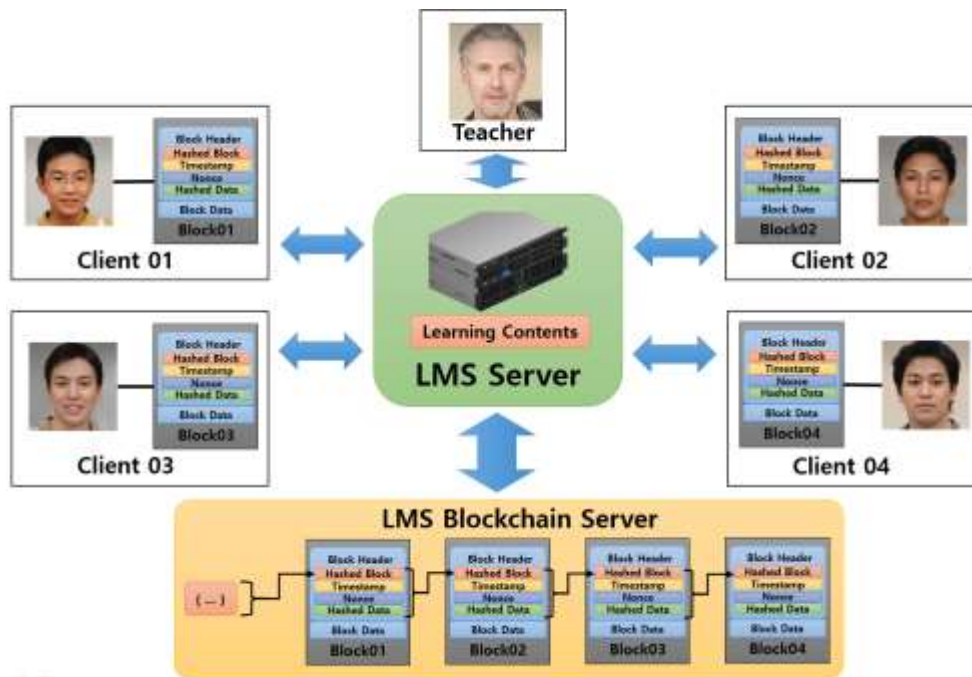 Teacher
Block Header
Hashed Block
Timestamp
Nonce
Hashed Data
Block Data
Block01
Client 01
Block Header
Hashed Block
Timestamp
Nonce
Hashed Data
Block Data
Block02
Client 02
Learning Contents
LMS Server
Block Header
Hashed Block
Timestamp
Nonce
Hashed Data
Block Data
Block03
Client 03
Block Header
Hashed Block
Timestamp
Nonce
Hashed Data
Block Data
Block04
Client 04
LMS Blockchain Server
Block Header
Hashed Block
Timestamp
Nonce
Hashed Data
Block Data
Block01
Block Header
Hashed Block
Timestamp
Nonce
Hashed Data
Block Data
Block02
Block Header
Hashed Block
Timestamp
Nonce
Hashed Data
Block Data
Block03
Block Header
Hashed Block
Timestamp
Nonce
Hashed Data
Block Data
Block04